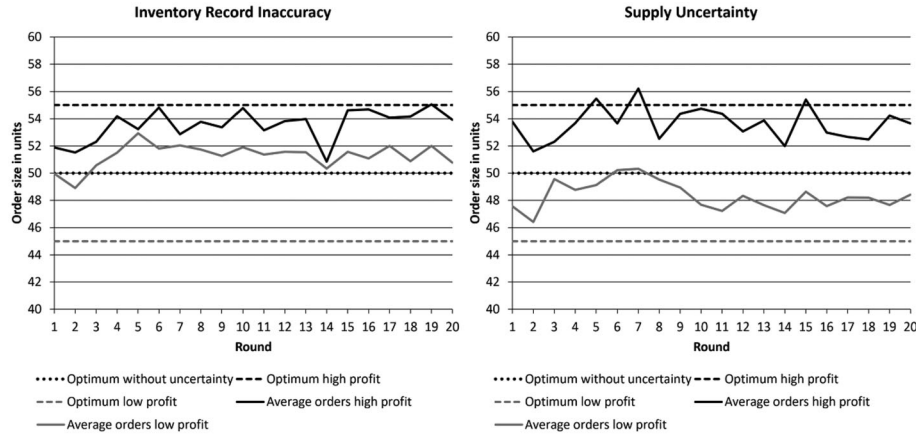 Inventory Record Inaccuracy
Order size in units
60
58
56
54
52
50
48
46
44
42
40
1 2 3 4 5 6 7 8 9 10 11 12 13 14 15 16 17 18 19 20
Round
Optimum without uncertainty Optimum high profit
Optimum low profit Average orders high profit
Average orders low profit
Supply Uncertainty
Order size in units
60
58
56
54
52
50
48
46
44
42
40
1 2 3 4 5 6 7 8 9 10 11 12 13 14 15 16 17 18 19 20
Round
Optimum without uncertainty Optimum high profit
Optimum low profit Average orders high profit
Average orders low profit